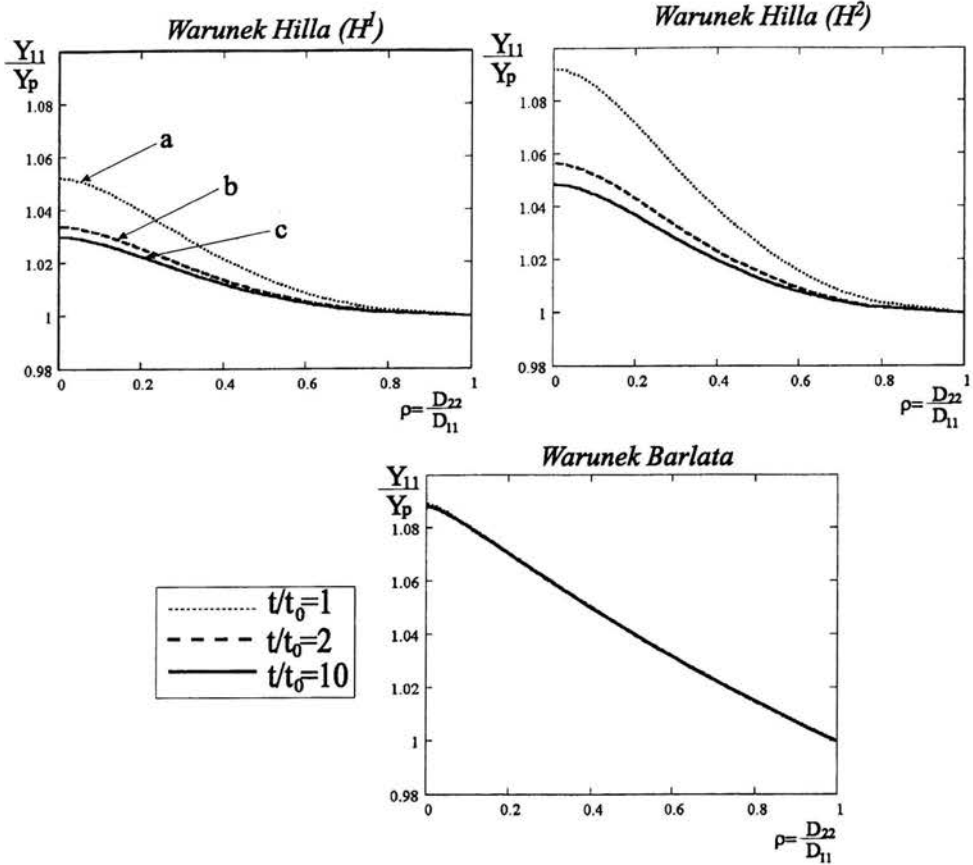 Warunek Hilla (H¹)
Y₁₁
Yₚ
1.08
1.06
1.04
1.02
1
0.98
a
b
c
0 0.2 0.4 0.6 0.8 1
ρ= D₂₂
D₁₁
Warunek Hilla (H²)
Y₁₁
Yₚ
1.08
1.06
1.04
1.02
1
0.98
0 0.2 0.4 0.6 0.8 1
ρ= D₂₂
D₁₁
Warunek Barlata
Y₁₁
Yₚ
1.08
1.06
1.04
1.02
1
0.98
0 0.2 0.4 0.6 0.8 1
ρ= D₂₂
D₁₁
t/t₀=1
t/t₀=2
t/t₀=10